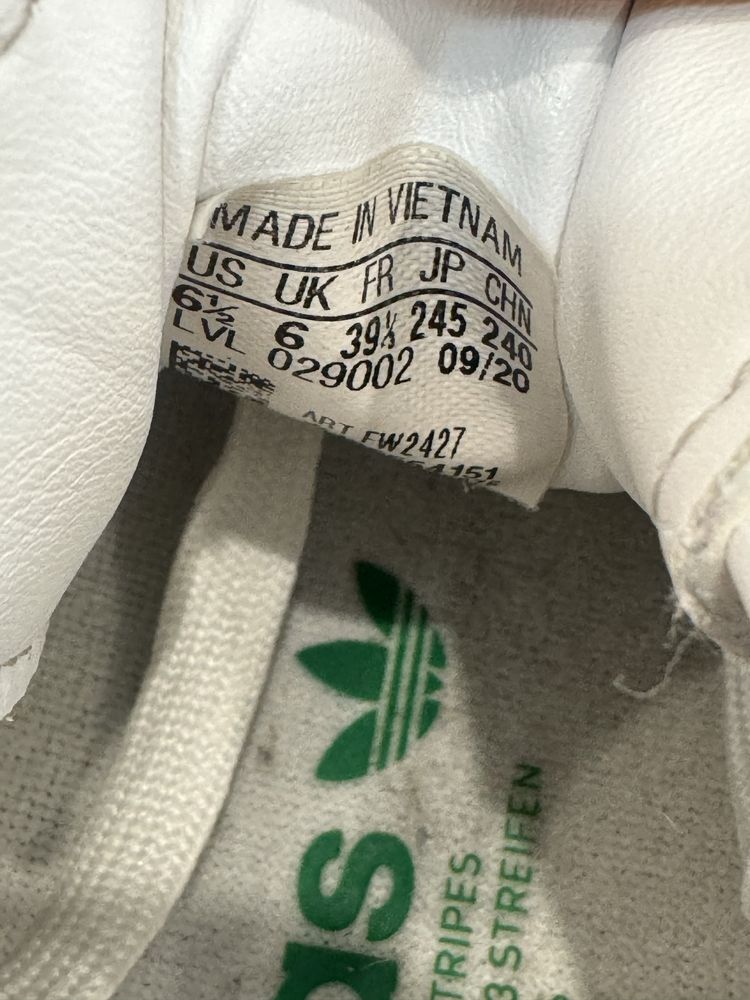 MADE IN VIETNAM
US UK FR JP CHN
6½ 6 39⅓ 245 240
LVL 029002 09/20
ART FW2427
TRIPES
3 STREIFEN
as